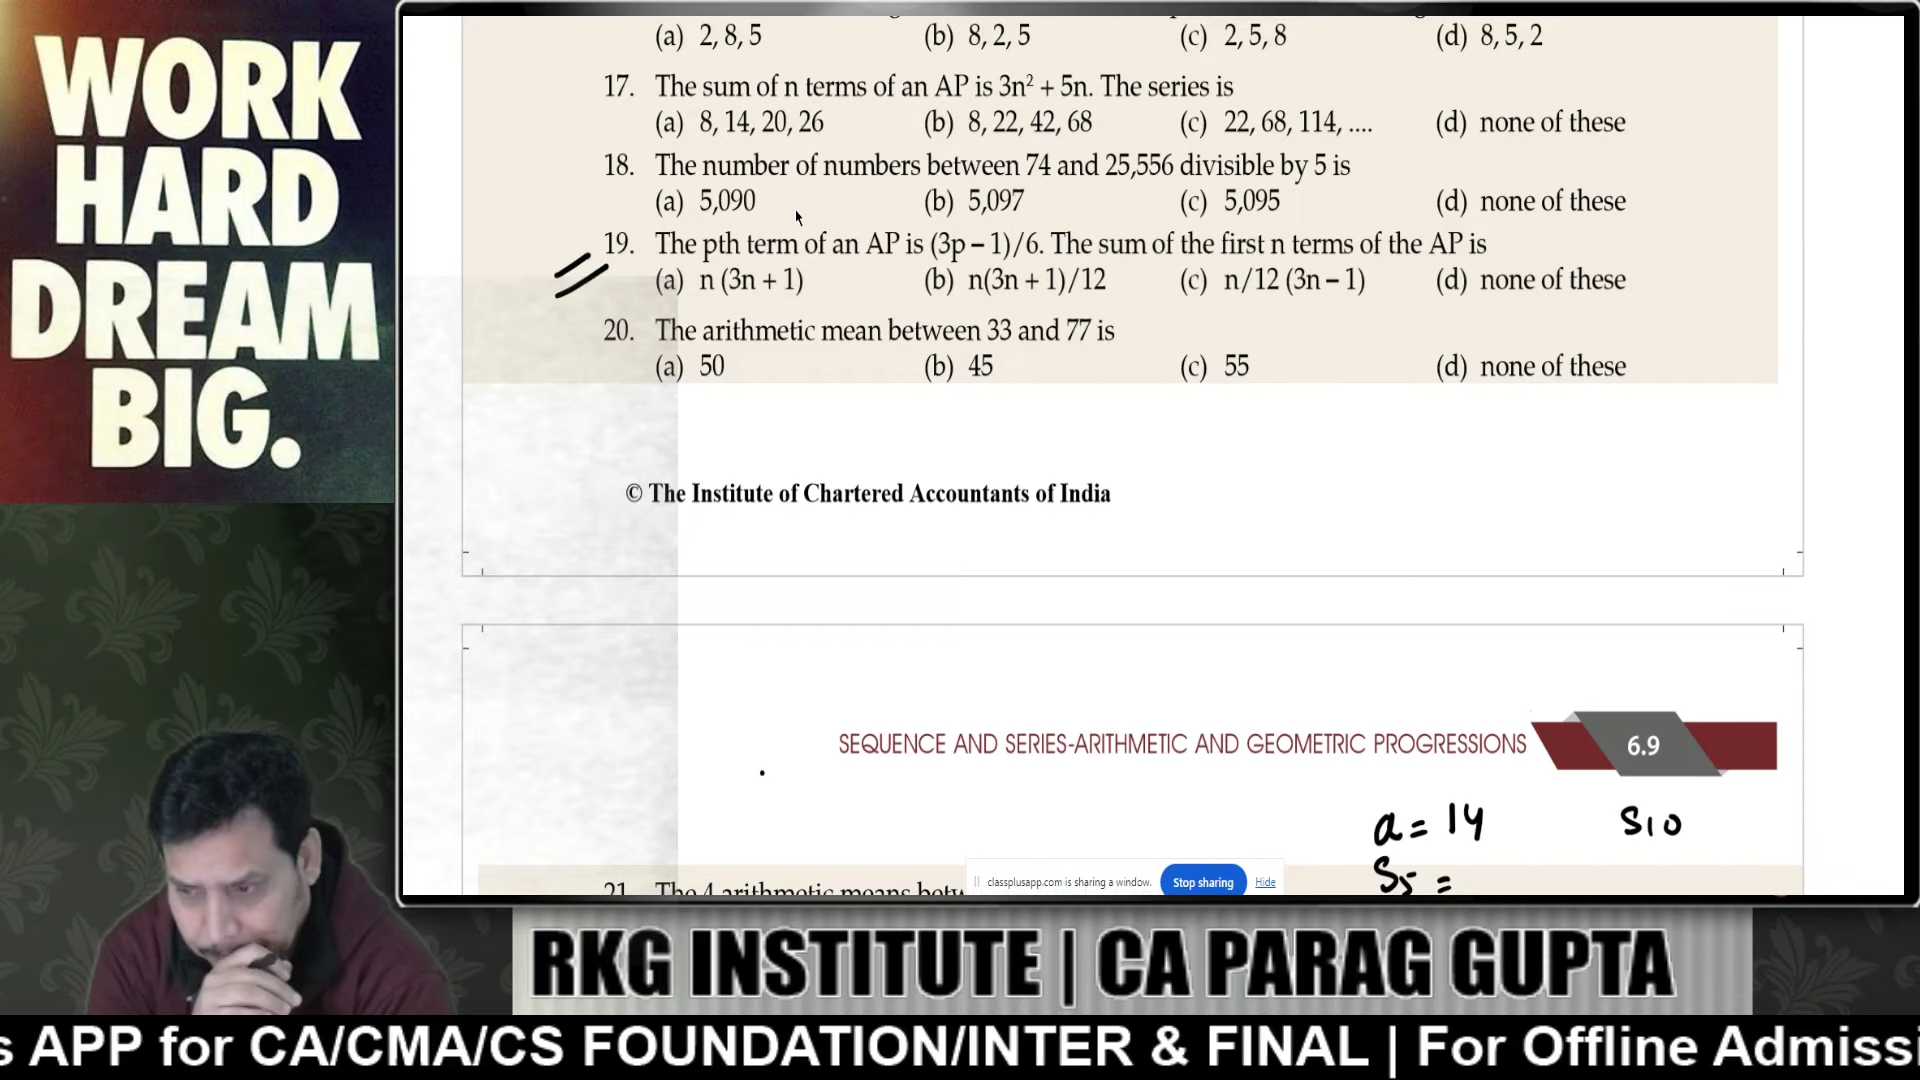 WORK
HARD
DREAM
BIG.
(a) 2, 8, 5 (b) 8, 2, 5 (c) 2, 5, 8 (d) 8, 5, 2
17. The sum of n terms of an AP is 3n² + 5n. The series is
(a) 8, 14, 20, 26 (b) 8, 22, 42, 68 (c) 22, 68, 114, .... (d) none of these
18. The number of numbers between 74 and 25,556 divisible by 5 is
(a) 5,090 (b) 5,097 (c) 5,095 (d) none of these
19. The pth term of an AP is (3p – 1)/6. The sum of the first n terms of the AP is
(a) n (3n + 1) (b) n(3n + 1)/12 (c) n/12 (3n – 1) (d) none of these
20. The arithmetic mean between 33 and 77 is
(a) 50 (b) 45 (c) 55 (d) none of these
© The Institute of Chartered Accountants of India
SEQUENCE AND SERIES-ARITHMETIC AND GEOMETRIC PROGRESSIONS 6.9
a = 14 S10
S5 =
21. The 4 arithmetic means
classplusapp.com is sharing a window. Stop sharing Hide
RKG INSTITUTE | CA PARAG GUPTA
s APP for CA/CMA/CS FOUNDATION/INTER & FINAL | For Offline Admissi